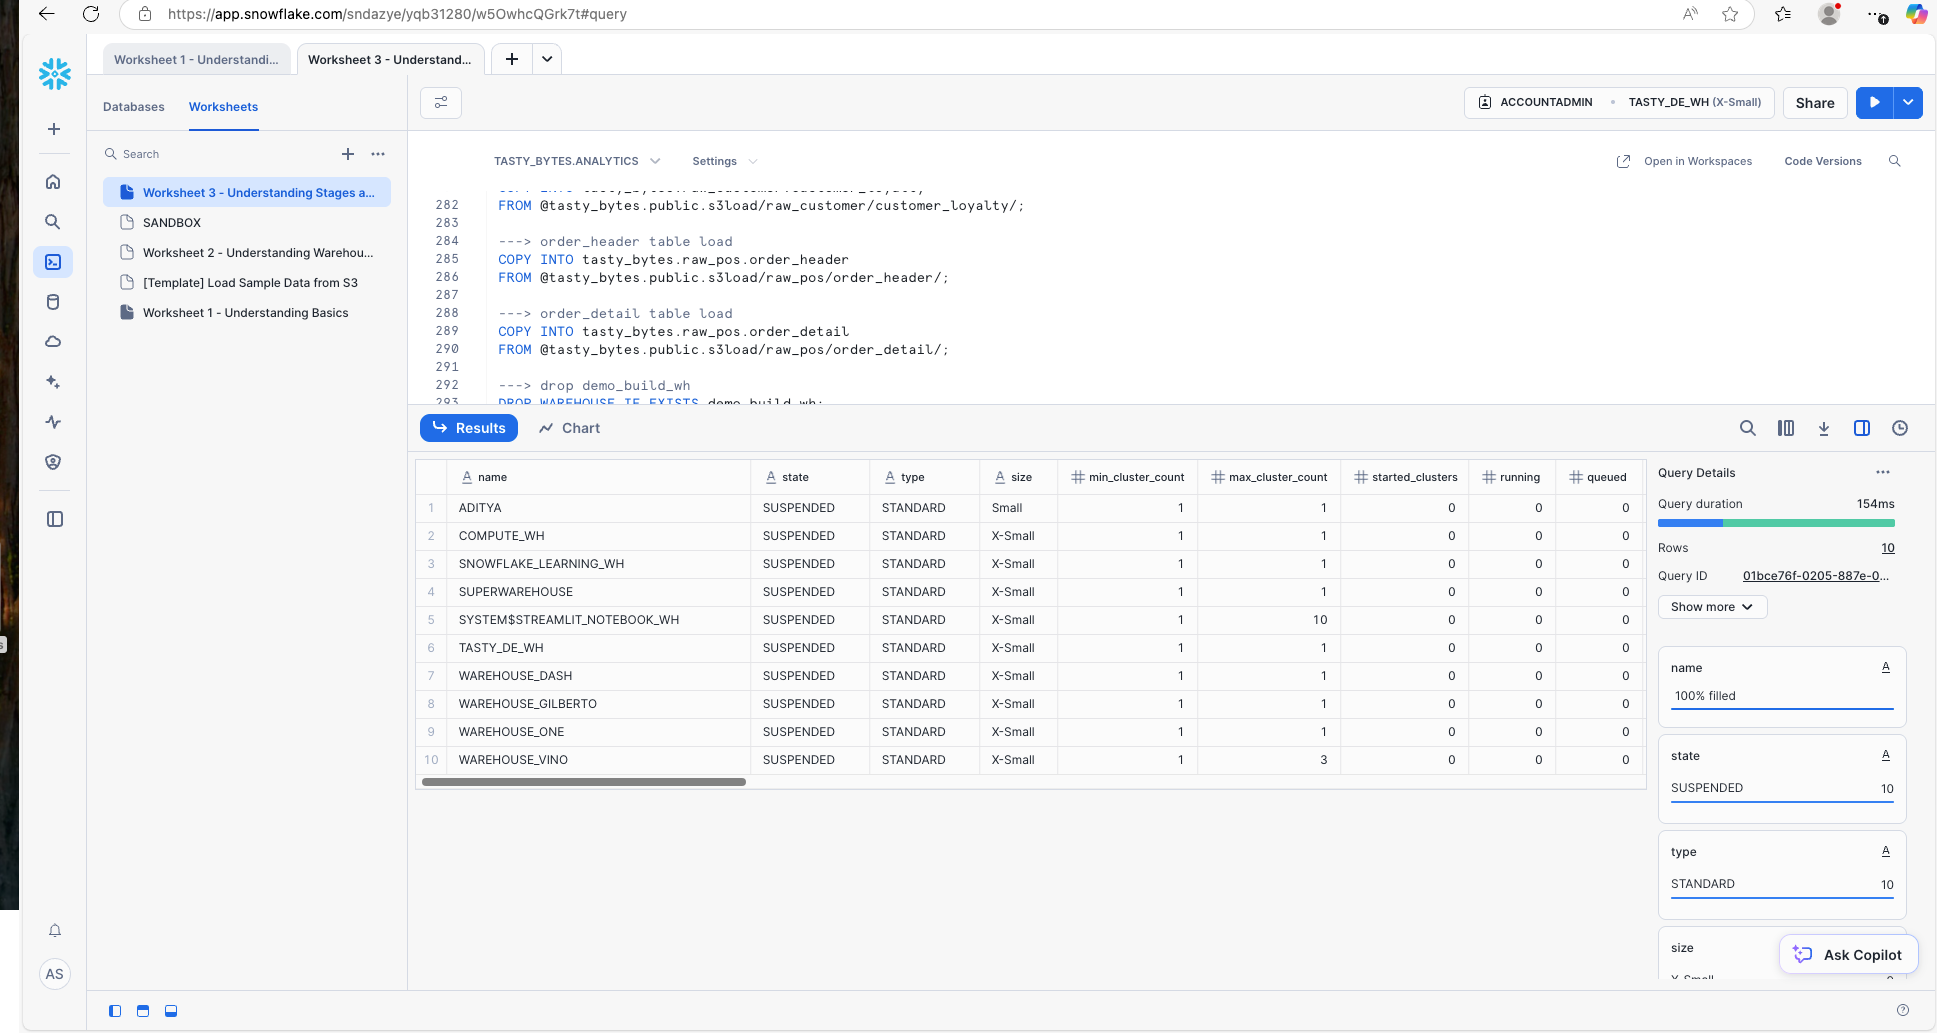 https://app.snowflake.com/sndazye/yqb31280/w5OwhcQGrk7t#query
Worksheet 1 - Understandi...
Worksheet 3 - Understand...
Databases
Worksheets
ACCOUNTADMIN
TASTY_DE_WH (X-Small)
Share
Search
Worksheet 3 - Understanding Stages a...
SANDBOX
Worksheet 2 - Understanding Warehou...
[Template] Load Sample Data from S3
Worksheet 1 - Understanding Basics
TASTY_BYTES.ANALYTICS
Settings
Open in Workspaces
Code Versions
COPY INTO tasty_bytes.raw_customer.customer_loyalty
282 FROM @tasty_bytes.public.s3load/raw_customer/customer_loyalty/;
283
284 ---> order_header table load
285 COPY INTO tasty_bytes.raw_pos.order_header
286 FROM @tasty_bytes.public.s3load/raw_pos/order_header/;
287
288 ---> order_detail table load
289 COPY INTO tasty_bytes.raw_pos.order_detail
290 FROM @tasty_bytes.public.s3load/raw_pos/order_detail/;
291
292 ---> drop demo_build_wh
293 DROP WAREHOUSE IF EXISTS demo_build_wh;
Results
Chart
name state type size min_cluster_count max_cluster_count started_clusters running queued
1 ADITYA SUSPENDED STANDARD Small 1 1 0 0 0
2 COMPUTE_WH SUSPENDED STANDARD X-Small 1 1 0 0 0
3 SNOWFLAKE_LEARNING_WH SUSPENDED STANDARD X-Small 1 1 0 0 0
4 SUPERWAREHOUSE SUSPENDED STANDARD X-Small 1 1 0 0 0
5 SYSTEM$STREAMLIT_NOTEBOOK_WH SUSPENDED STANDARD X-Small 1 10 0 0 0
6 TASTY_DE_WH SUSPENDED STANDARD X-Small 1 1 0 0 0
7 WAREHOUSE_DASH SUSPENDED STANDARD X-Small 1 1 0 0 0
8 WAREHOUSE_GILBERTO SUSPENDED STANDARD X-Small 1 1 0 0 0
9 WAREHOUSE_ONE SUSPENDED STANDARD X-Small 1 1 0 0 0
10 WAREHOUSE_VINO SUSPENDED STANDARD X-Small 1 3 0 0 0
Query Details
Query duration 154ms
Rows 10
Query ID 01bce76f-0205-887e-0...
Show more
name
100% filled
state
SUSPENDED 10
type
STANDARD 10
size
X-Small 9
Ask Copilot
AS